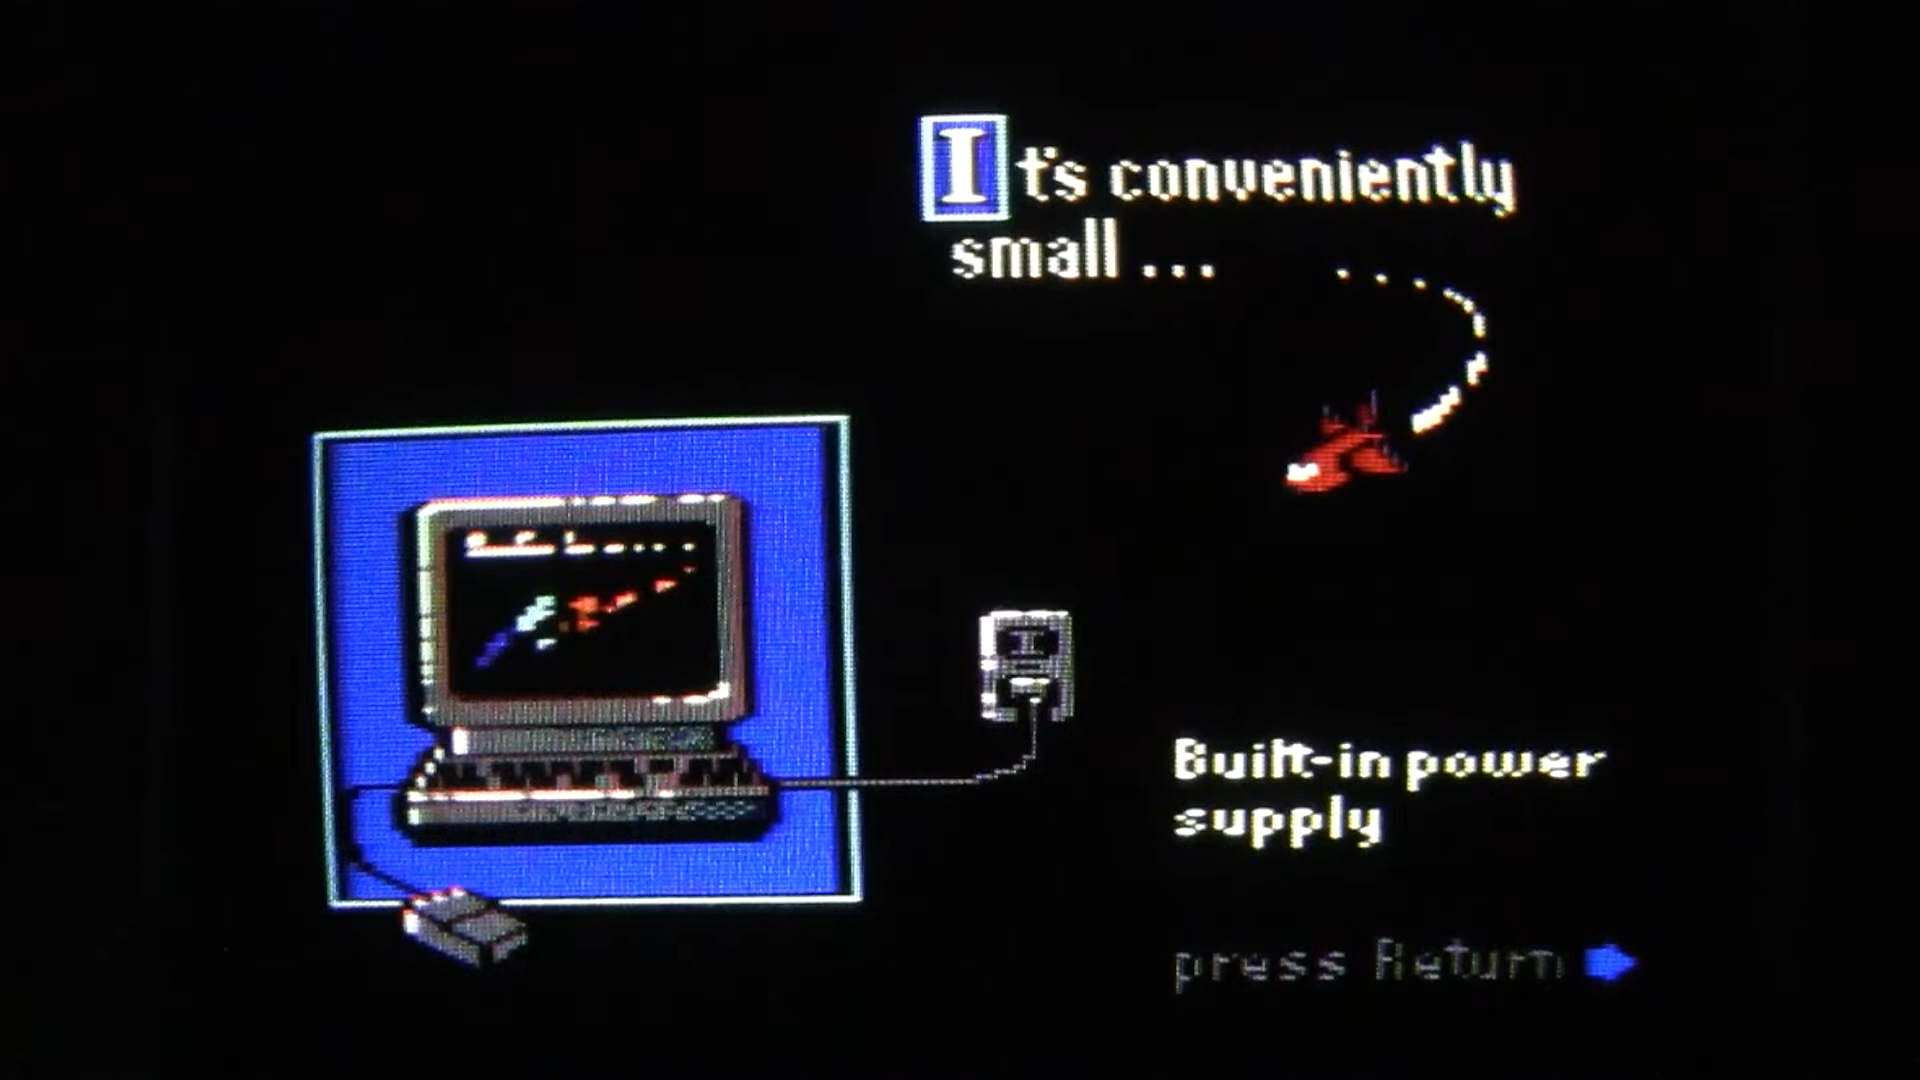 It's conveniently
small ...
Built-in power
supply
press Return